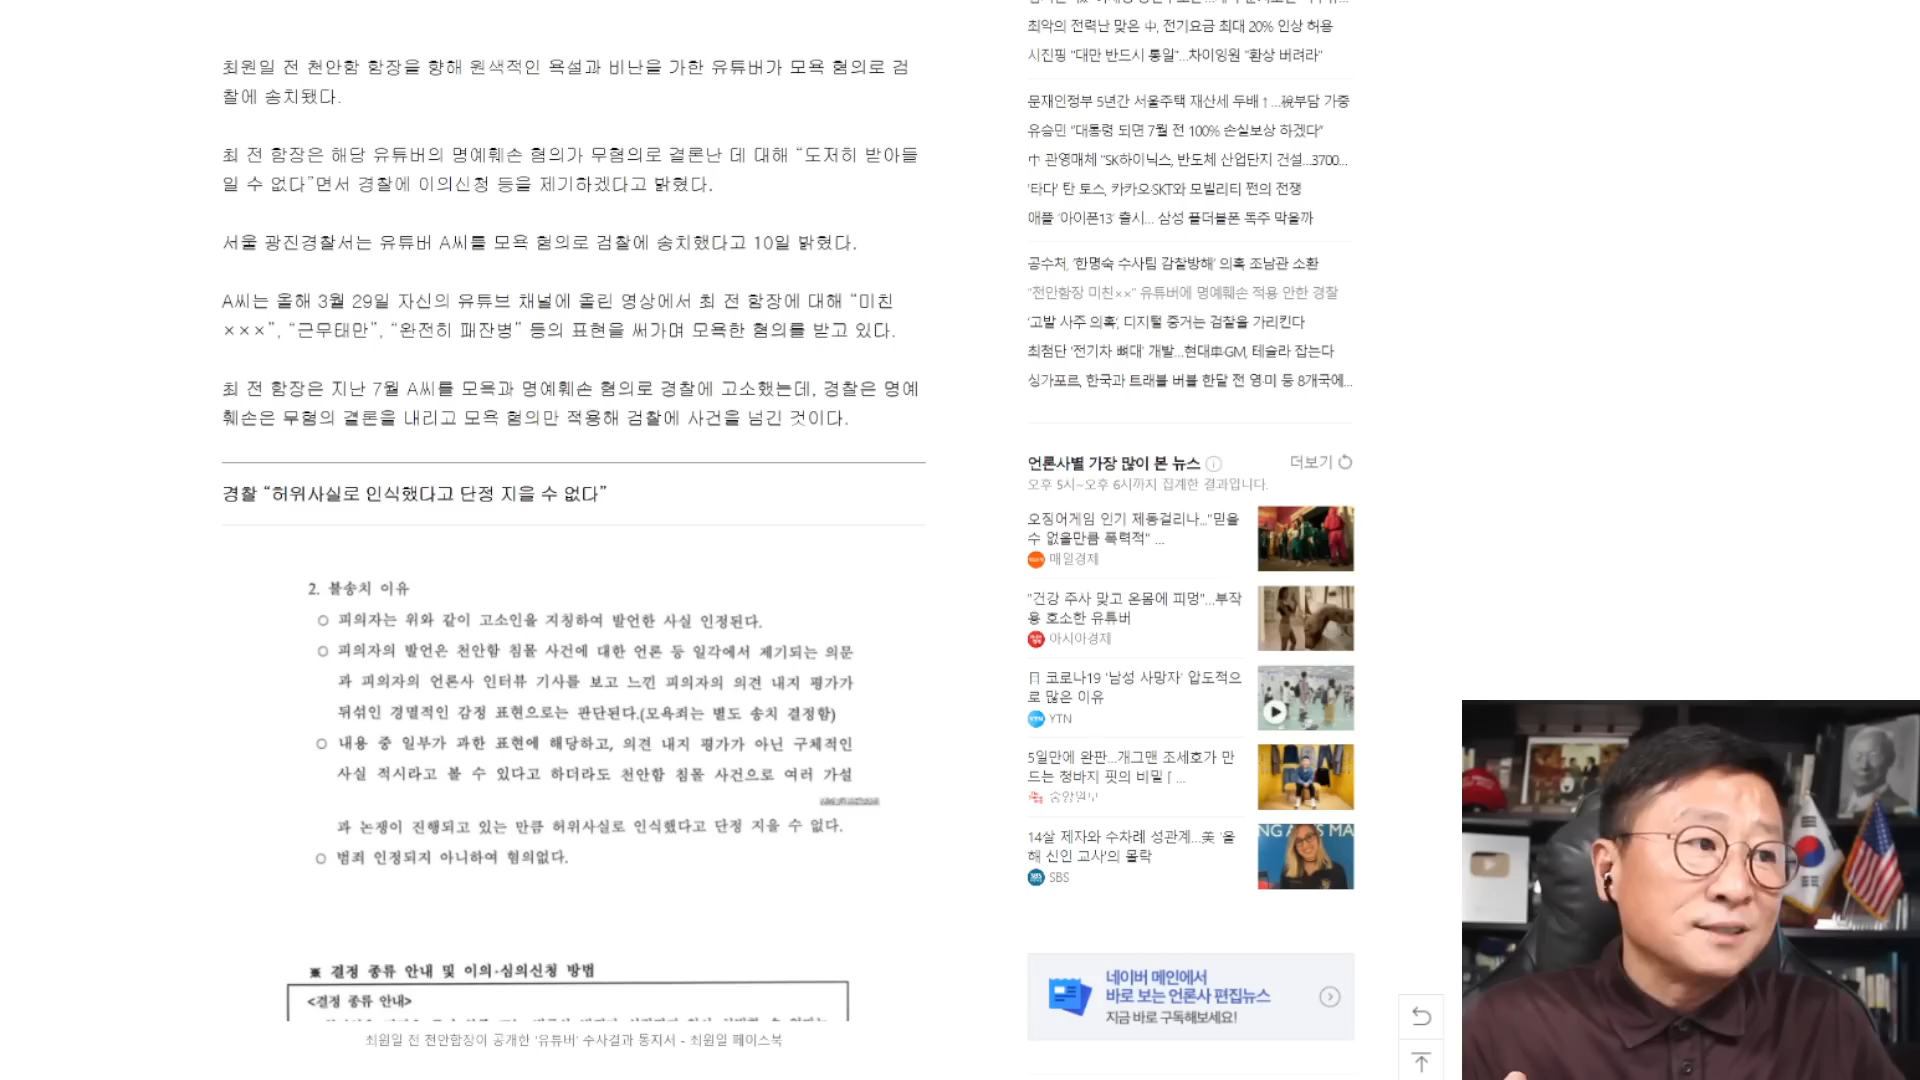 최악의 전력난 맞은 中, 전기요금 최대 20% 인상 허용
시진핑 "대만 반드시 통일"...차이잉원 "환상 버려라"
최원일 전 천안함 함장을 향해 원색적인 욕설과 비난을 가한 유튜버가 모욕 혐의로 검
찰에 송치됐다.
최 전 함장은 해당 유튜버의 명예훼손 혐의가 무혐의로 결론난 데 대해 “도저히 받아들
일 수 없다”면서 경찰에 이의신청 등을 제기하겠다고 밝혔다.
서울 광진경찰서는 유튜버 A씨를 모욕 혐의로 검찰에 송치했다고 10일 밝혔다.
A씨는 올해 3월 29일 자신의 유튜브 채널에 올린 영상에서 최 전 함장에 대해 “미친
×××”, “근무태만”, “완전히 패잔병” 등의 표현을 써가며 모욕한 혐의를 받고 있다.
최 전 함장은 지난 7월 A씨를 모욕과 명예훼손 혐의로 경찰에 고소했는데, 경찰은 명예
훼손은 무혐의 결론을 내리고 모욕 혐의만 적용해 검찰에 사건을 넘긴 것이다.
경찰 “허위사실로 인식했다고 단정 지을 수 없다”
2. 불송치 이유
○ 피의자는 위와 같이 고소인을 지칭하여 발언한 사실 인정된다.
○ 피의자의 발언은 천안함 침몰 사건에 대한 언론 등 일각에서 제기되는 의문
과 피의자의 언론사 인터뷰 기사를 보고 느낀 피의자의 의견 내지 평가가
뒤섞인 경멸적인 감정 표현으로는 판단된다.(모욕죄는 별도 송치 결정함)
○ 내용 중 일부가 과한 표현에 해당하고, 의견 내지 평가가 아닌 구체적인
사실 적시라고 볼 수 있다고 하더라도 천안함 침몰 사건으로 여러 가설
과 논쟁이 진행되고 있는 만큼 허위사실로 인식했다고 단정 지을 수 없다.
○ 범죄 인정되지 아니하여 혐의없다.
※ 결정 종류 안내 및 이의·심의신청 방법
<결정 종류 안내>
최원일 전 천안함장이 공개한 '유튜버' 수사결과 통지서 - 최원일 페이스북
문재인정부 5년간 서울주택 재산세 두배↑...稅부담 가중
유승민 "대통령 되면 7월 전 100% 손실보상 하겠다"
中 관영매체 "SK하이닉스, 반도체 산업단지 건설...3700...
'타다' 탄 토스, 카카오·SKT와 모빌리티 쩐의 전쟁
애플 '아이폰13' 출시... 삼성 폴더블폰 독주 막을까
공수처, '한명숙 수사팀 감찰방해' 의혹 조남관 소환
"천안함장 미친××" 유튜버에 명예훼손 적용 안한 경찰
'고발 사주 의혹', 디지털 증거는 검찰을 가리킨다
최첨단 '전기차 뼈대' 개발...현대車·GM, 테슬라 잡는다
싱가포르, 한국과 트래블 버블 한달 전 영·미 등 8개국에...
언론사별 가장 많이 본 뉴스
더보기
오후 5시~오후 6시까지 집계한 결과입니다.
오징어게임 인기 제동걸리나..."믿을
수 없을만큼 폭력적" ...
매일경제
"건강 주사 맞고 온몸에 피멍"...부작
용 호소한 유튜버
아시아경제
日 코로나19 '남성 사망자' 압도적으
로 많은 이유
YTN
5일만에 완판...개그맨 조세호가 만
드는 청바지 핏의 비밀 [ ...
중앙일보
14살 제자와 수차례 성관계...美 '올
해 신인 교사'의 몰락
SBS
네이버 메인에서
바로 보는 언론사 편집뉴스
지금 바로 구독해보세요!